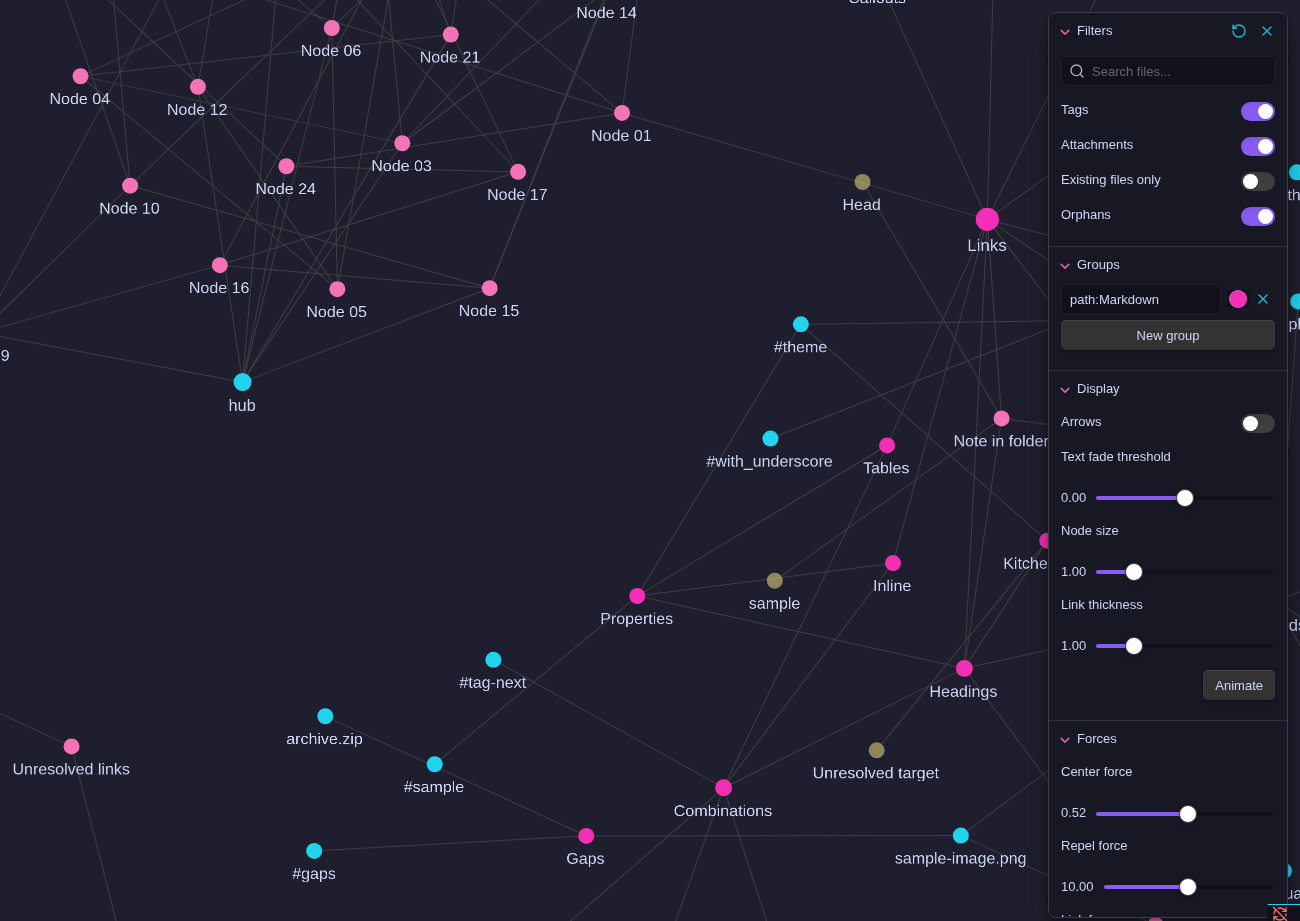 Node 14
Node 06
Node 21
Node 04
Node 12
Node 01
Node 03
Node 24
Node 17
Node 10
Head
Links
Node 16
Node 05
Node 15
#theme
9
hub
Note in folder
#with_underscore
Tables
Kitche
Inline
sample
Properties
#tag-next
Headings
archive.zip
Unresolved links
Unresolved target
#sample
Combinations
Gaps
sample-image.png
#gaps
Filters
Search files...
Tags
Attachments
Existing files only
Orphans
Groups
path:Markdown
New group
Display
Arrows
Text fade threshold
0.00
Node size
1.00
Link thickness
1.00
Animate
Forces
Center force
0.52
Repel force
10.00